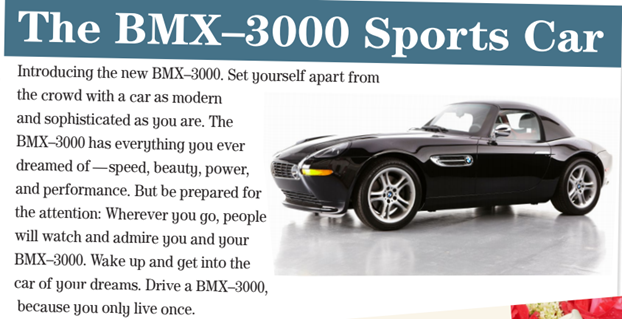 The BMX–3000 Sports Car
Introducing the new BMX–3000. Set yourself apart from
the crowd with a car as modern
and sophisticated as you are. The
BMX–3000 has everything you ever
dreamed of—speed, beauty, power,
and performance. But be prepared for
the attention: Wherever you go, people
will watch and admire you and your
BMX–3000. Wake up and get into the
car of your dreams. Drive a BMX–3000,
because you only live once.